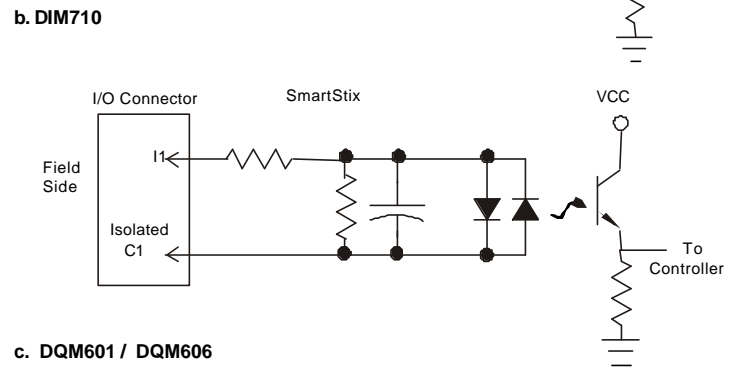 b. DIM710
I/O Connector
SmartStix
VCC
I1
Field
Side
Isolated
C1
To
Controller
c. DQM601 / DQM606